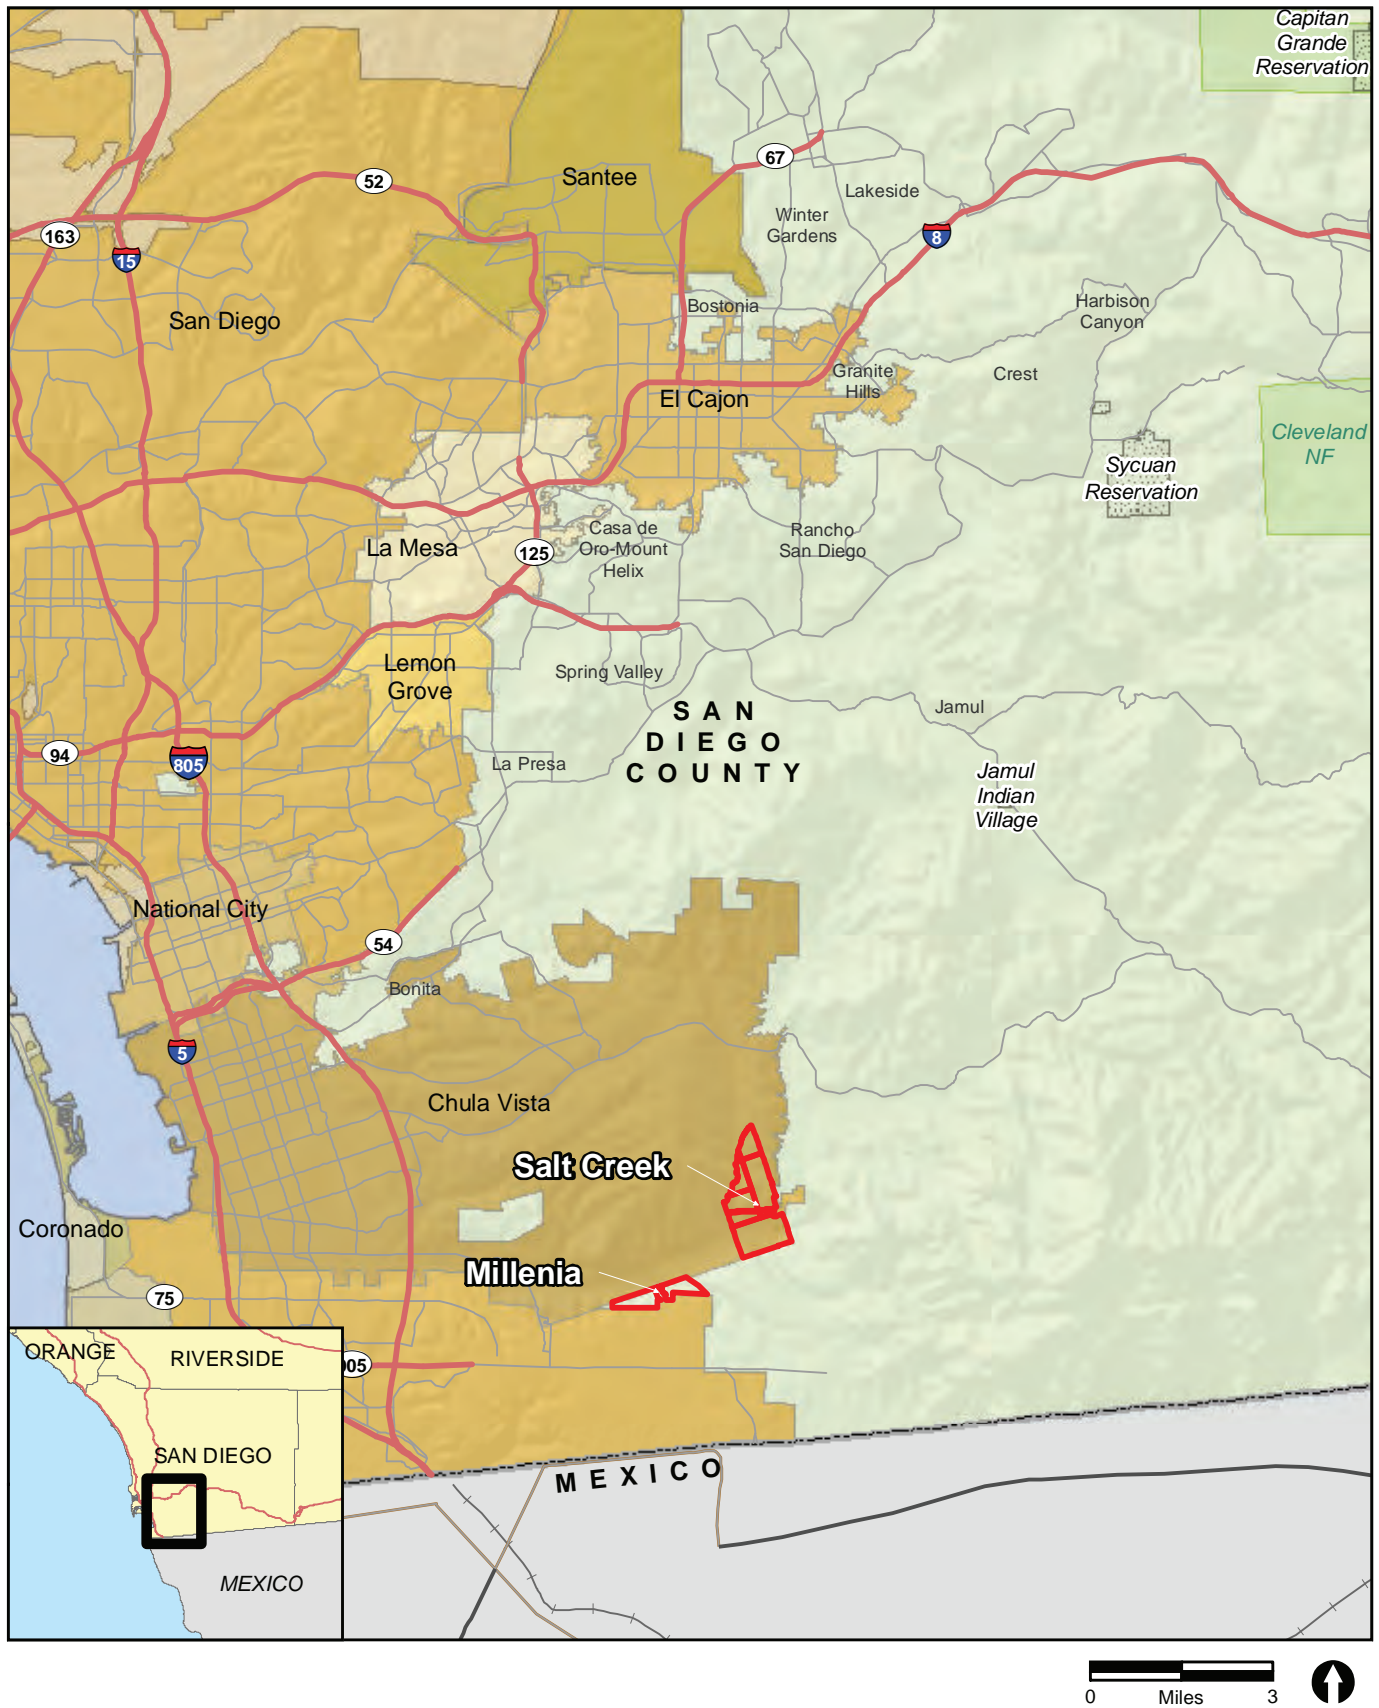 Capitan
Grande
Reservation
67
52
Santee
Lakeside
Winter
Gardens
163
8
15
Bostonia
Harbison
Canyon
San Diego
Granite
Hills
Crest
El Cajon
Cleveland
NF
Sycuan
Reservation
Casa de
Oro-Mount
Helix
Rancho
San Diego
La Mesa
125
Lemon
Grove
Spring Valley
SAN
DIEGO
COUNTY
Jamul
94
805
La Presa
Jamul
Indian
Village
National City
54
Bonita
5
Chula Vista
Salt Creek
Coronado
Millenia
75
ORANGE
RIVERSIDE
905
SAN DIEGO
MEXICO
MEXICO
0 Miles 3